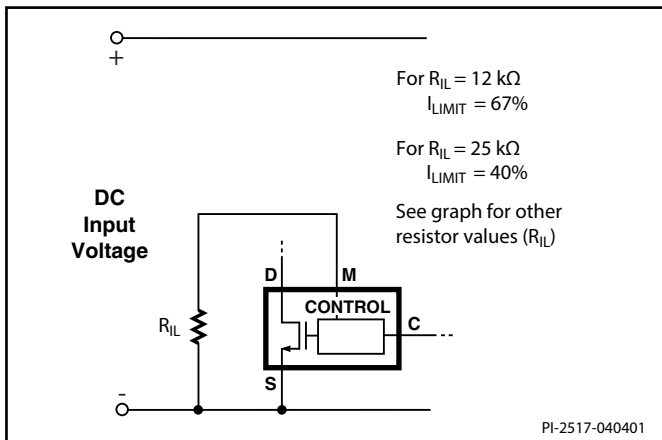 +
For R_IL = 12 kΩ
I_LIMIT = 67%
For R_IL = 25 kΩ
I_LIMIT = 40%
See graph for other
resistor values (R_IL)
DC
Input
Voltage
D M
CONTROL
C
R_IL
S
-
PI-2517-040401